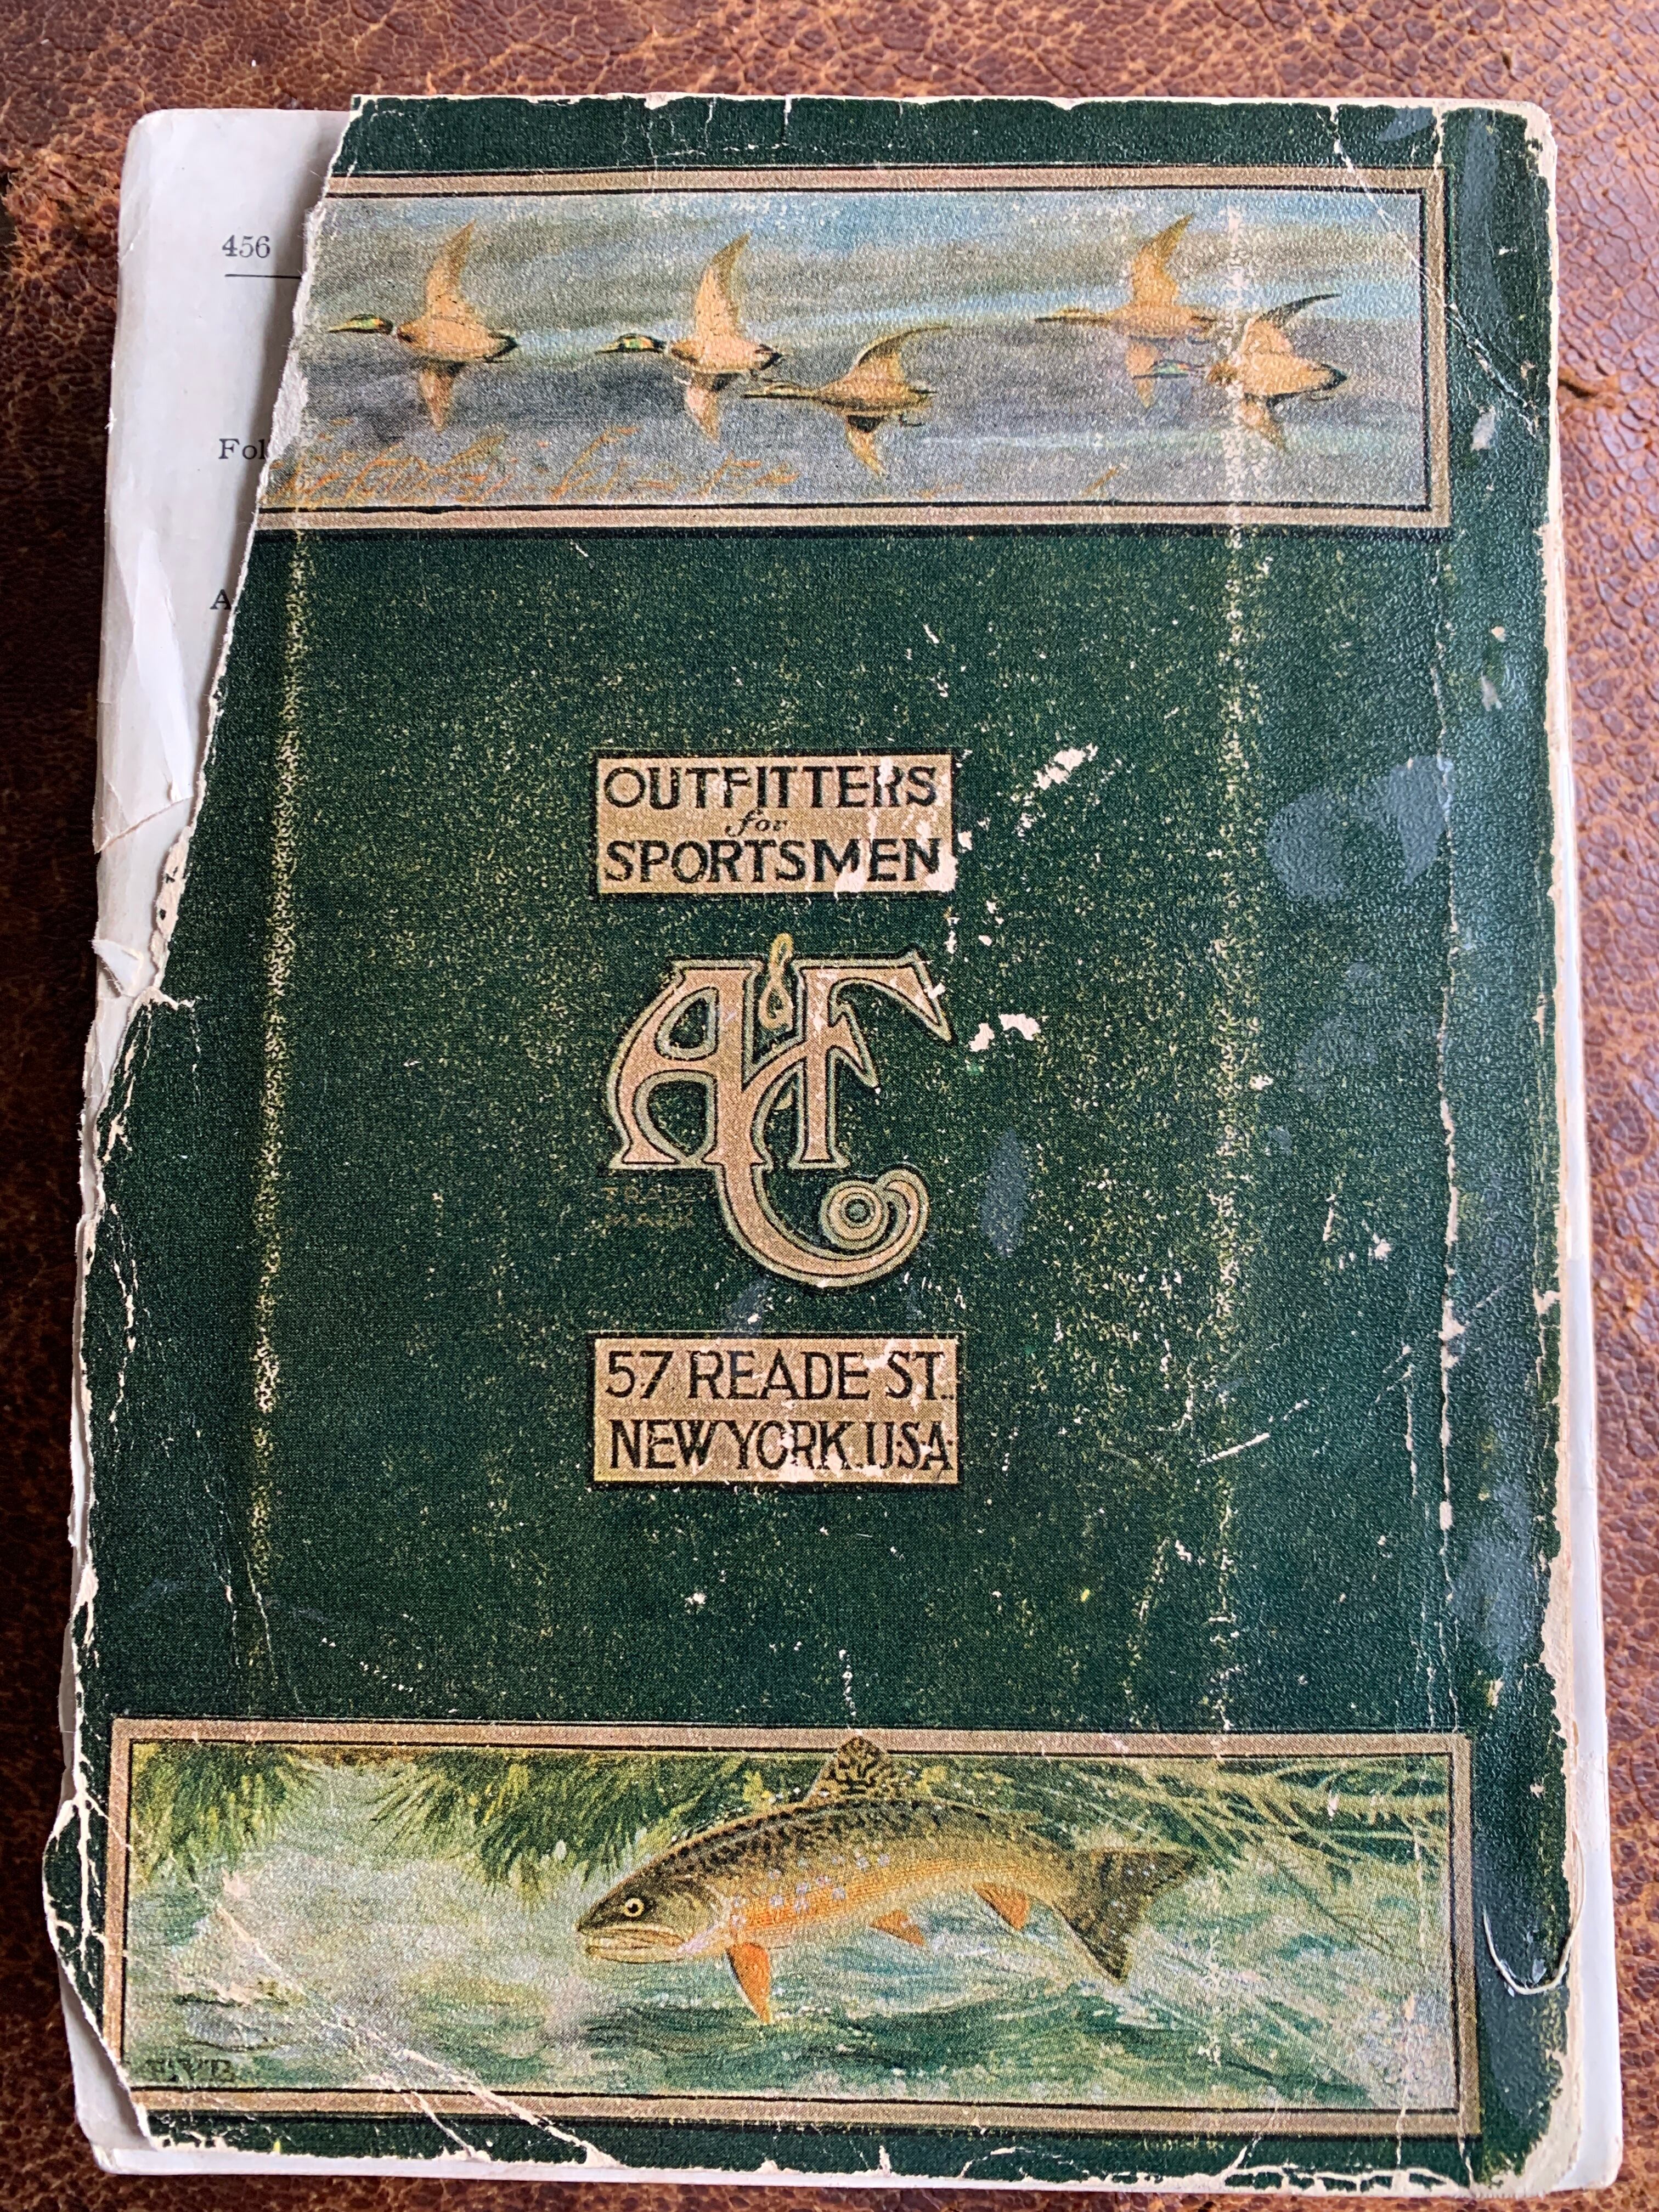 456
Fol
A
OUTFITTERS
for
SPORTSMEN
A&F
TRADE
MARK
57 READE ST.
NEW YORK.U.S.A.